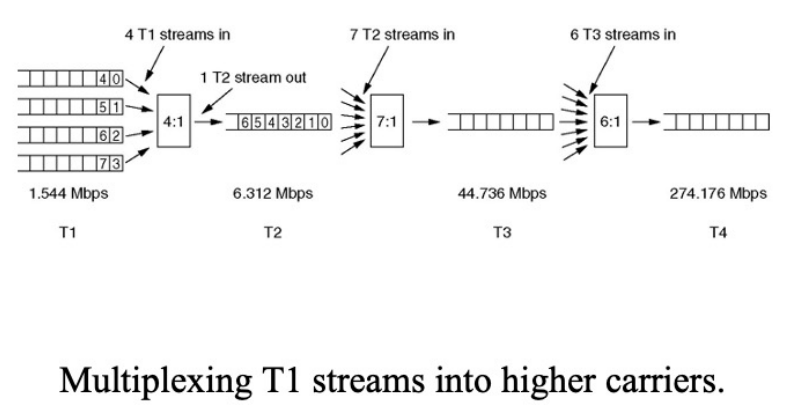 4 T1 streams in
7 T2 streams in
6 T3 streams in
1 T2 stream out
4 0
5 1
6 2
7 3
4:1
6 5 4 3 2 1 0
7:1
6:1
1.544 Mbps
6.312 Mbps
44.736 Mbps
274.176 Mbps
T1
T2
T3
T4
Multiplexing T1 streams into higher carriers.